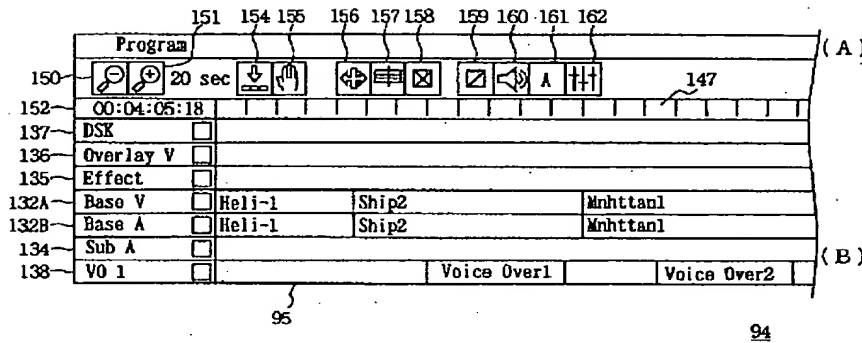 151 154 155 156 157 158 159 160 161 162
Program
(A)
150 20 sec A
147
152 00:04:05:18
137 DSK
136 Overlay V
135 Effect
132A Base V Heli-1 Ship2 Mnhttan1
132B Base A Heli-1 Ship2 Mnhttan1
134 Sub A
(B)
138 VO 1 Voice Over1 Voice Over2
95
94